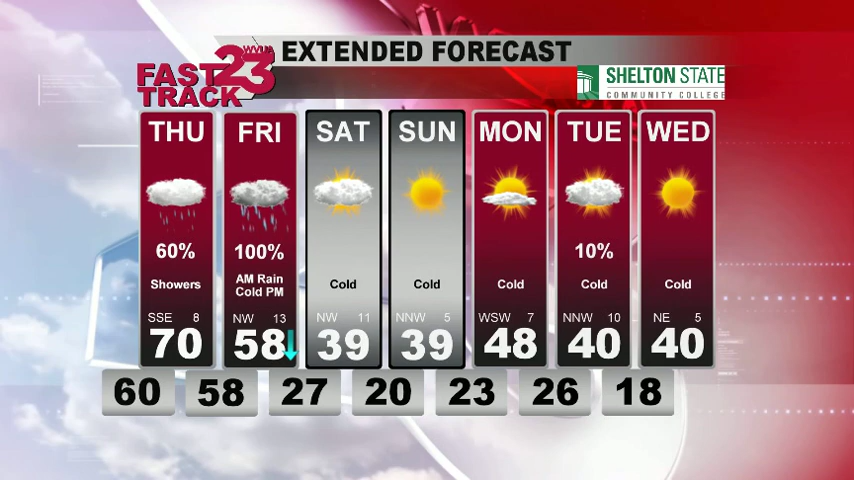 WVUA
23
FAST
TRACK
EXTENDED FORECAST
SHELTON STATE
COMMUNITY COLLEGE
THU FRI SAT SUN MON TUE WED
60% 100% 10%
Showers AM Rain Cold PM Cold Cold Cold Cold Cold
SSE 8 NW 13 NW 11 NNW 5 WSW 7 NNW 10 NE 5
70 58 39 39 48 40 40
60 58 27 20 23 26 18